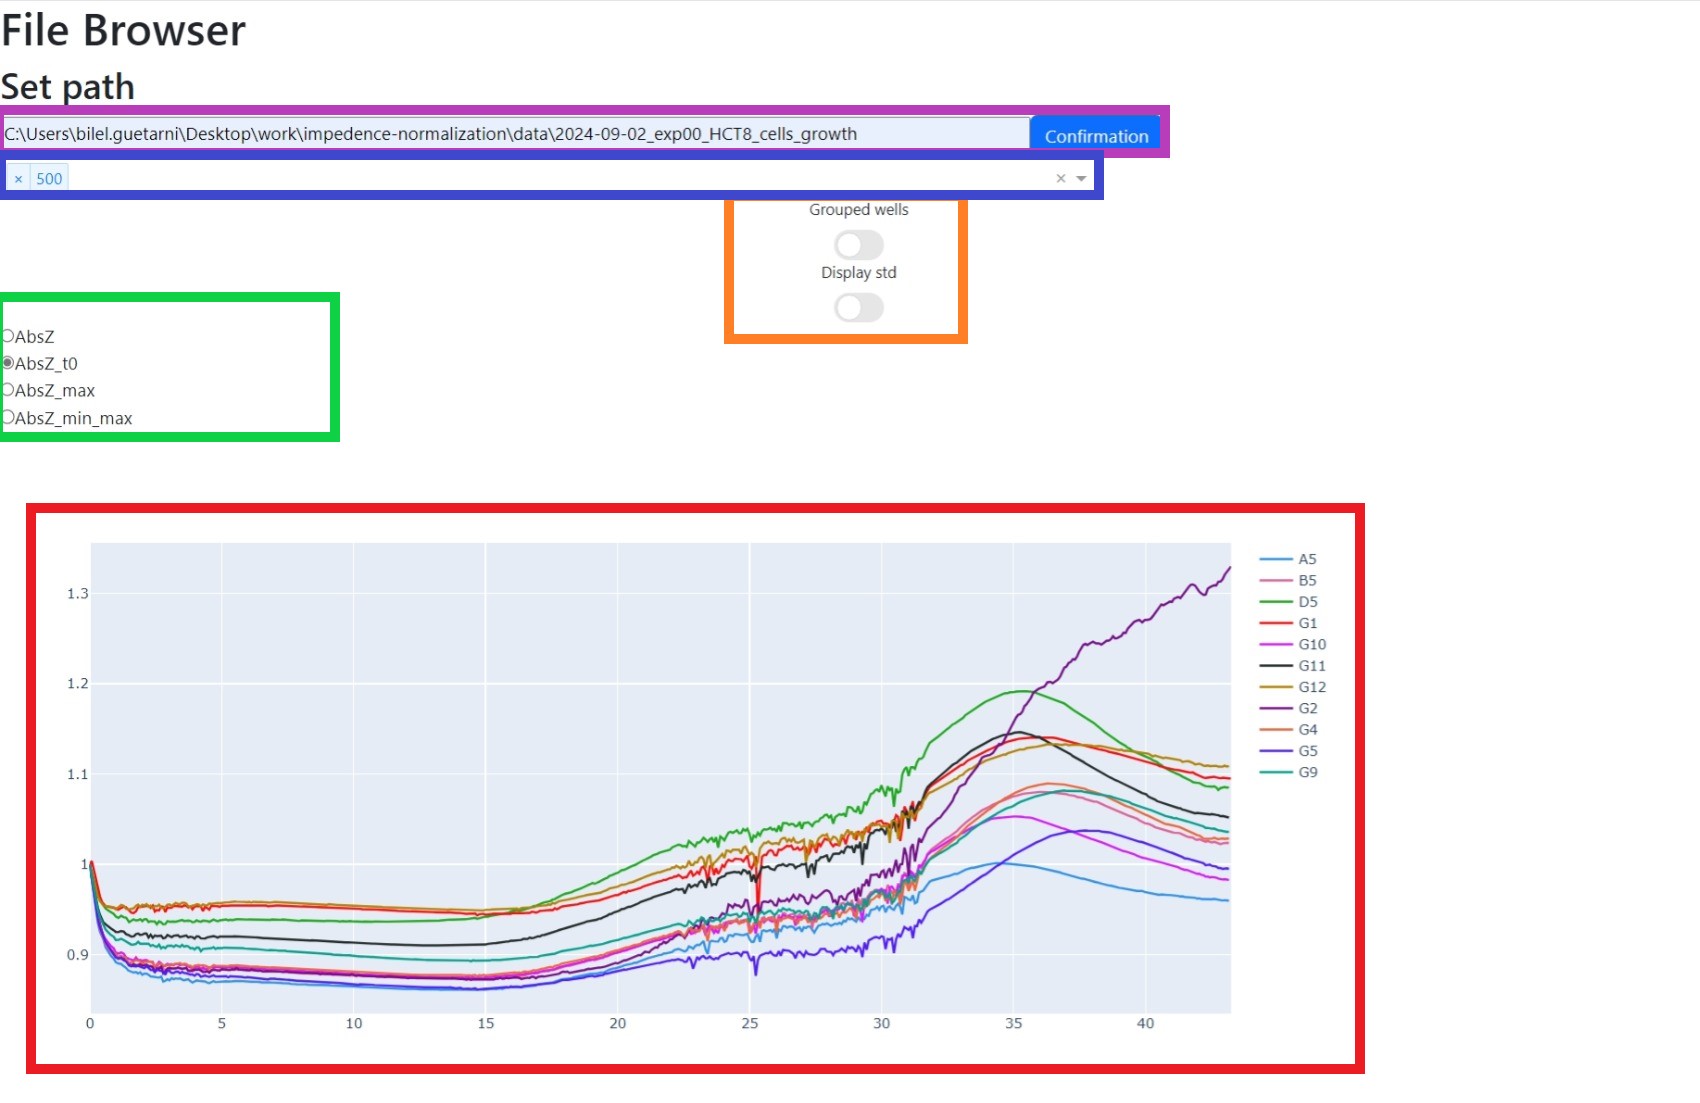 File Browser
Set path
C:\Users\bilel.guetarni\Desktop\work\impedence-normalization\data\2024-09-02_exp00_HCT8_cells_growth Confirmation
× 500 ×
Grouped wells
Display std
AbsZ
AbsZ_t0
AbsZ_max
AbsZ_min_max
1.3
1.2
1.1
1
0.9
0 5 10 15 20 25 30 35 40
A5
B5
D5
G1
G10
G11
G12
G2
G4
G5
G9